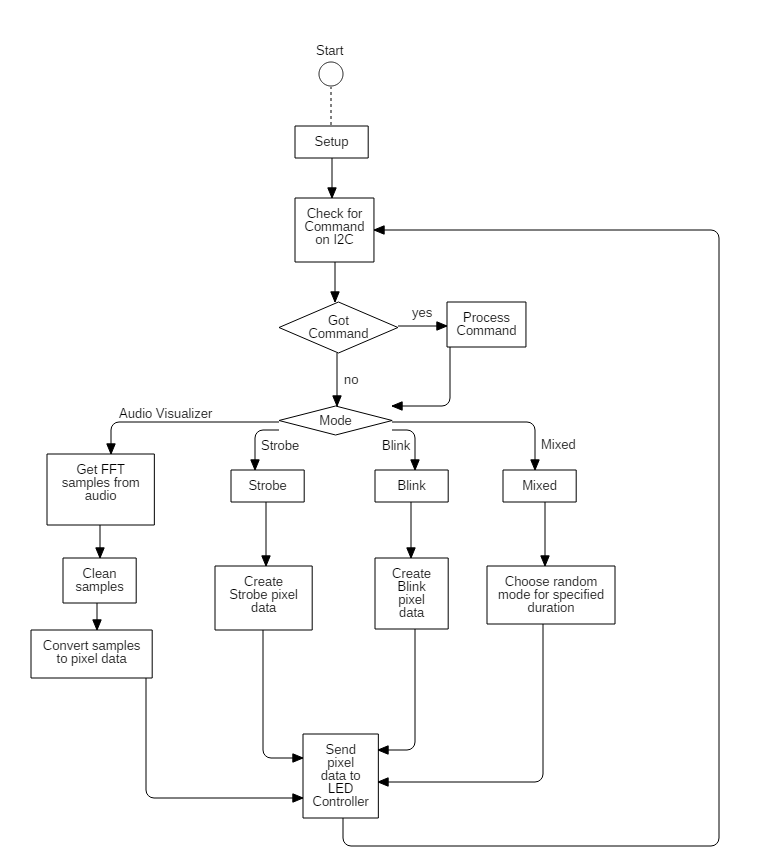 Start
Setup
Check for
Command
on I2C
Got
Command
yes
Process
Command
no
Mode
Audio Visualizer
Strobe
Blink
Mixed
Get FFT
samples from
audio
Strobe
Blink
Mixed
Clean
samples
Create
Strobe pixel
data
Create
Blink
pixel
data
Choose random
mode for specified
duration
Convert samples
to pixel data
Send
pixel
data to
LED
Controller